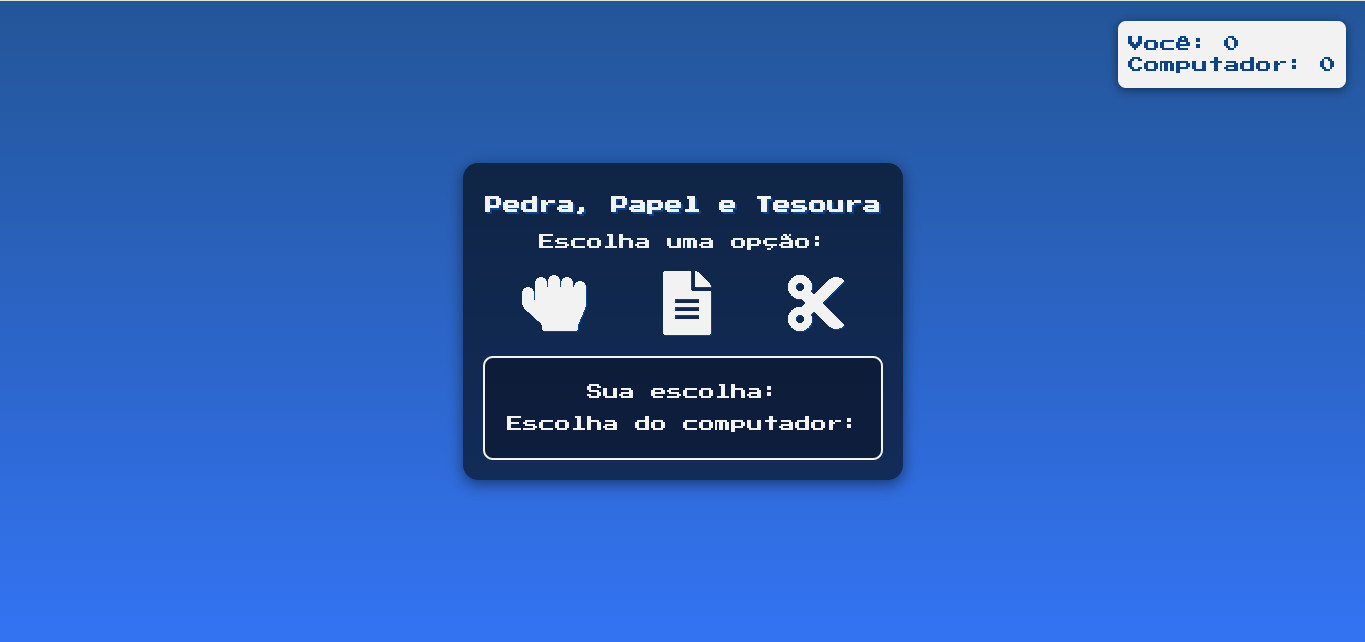 Você: 0
Computador: 0
Pedra, Papel e Tesoura
Escolha uma opção:
Sua escolha:
Escolha do computador: